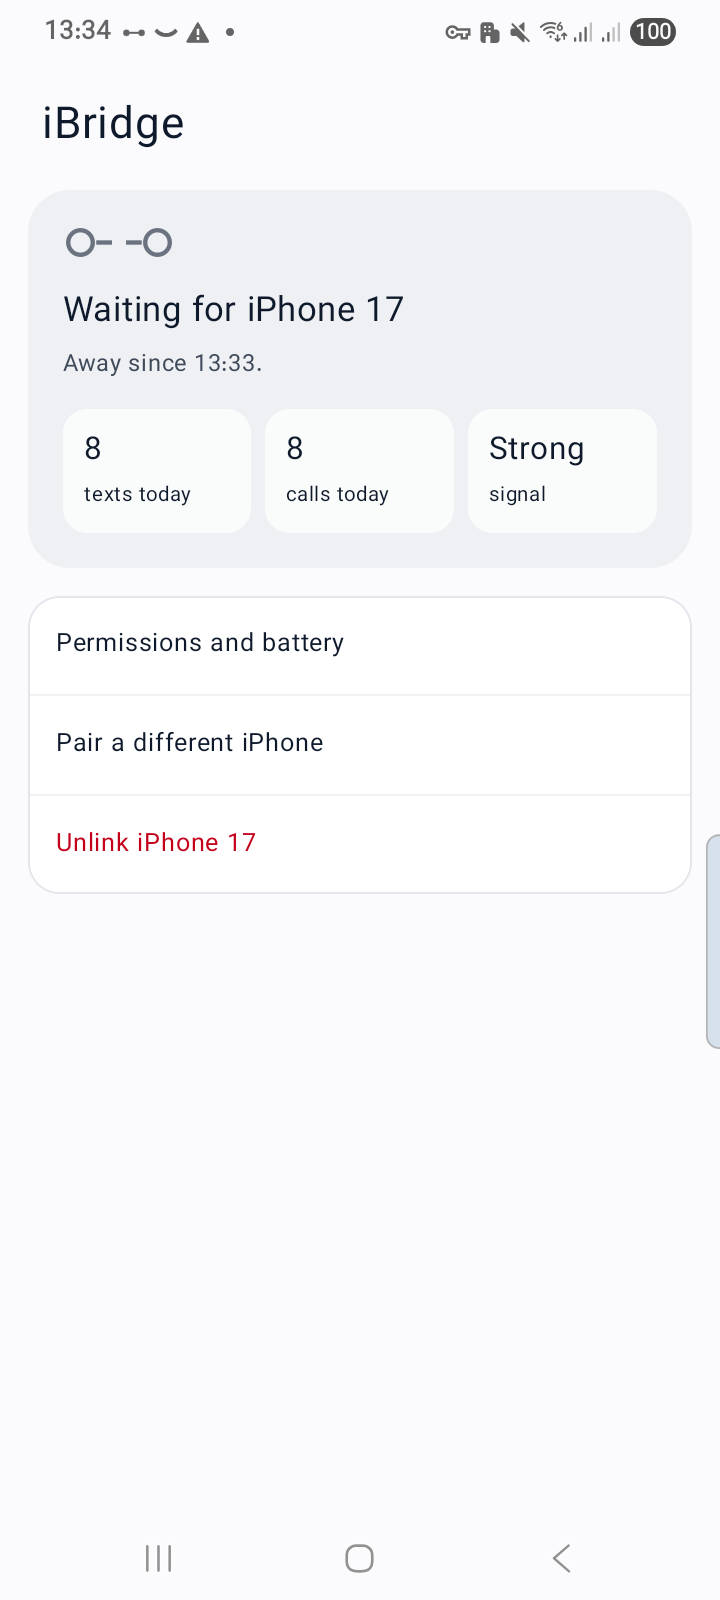 13:34
100
iBridge
Waiting for iPhone 17
Away since 13:33.
8
texts today
8
calls today
Strong
signal
Permissions and battery
Pair a different iPhone
Unlink iPhone 17